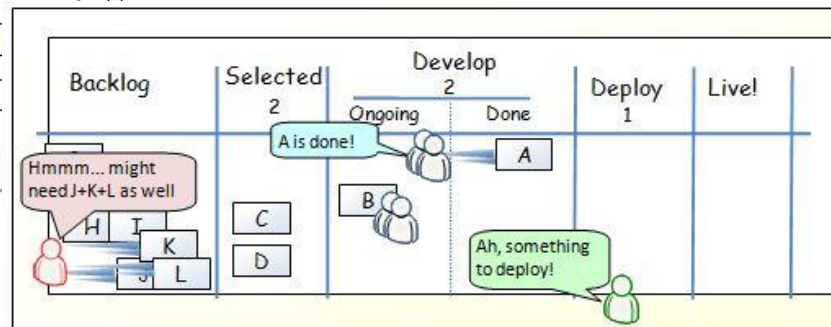 Backlog
Selected
2
Develop
2
Ongoing
Done
Deploy
1
Live!
A is done!
A
Hmmm... might
need J+K+L as well
B
H
I
C
K
D
L
Ah, something
to deploy!